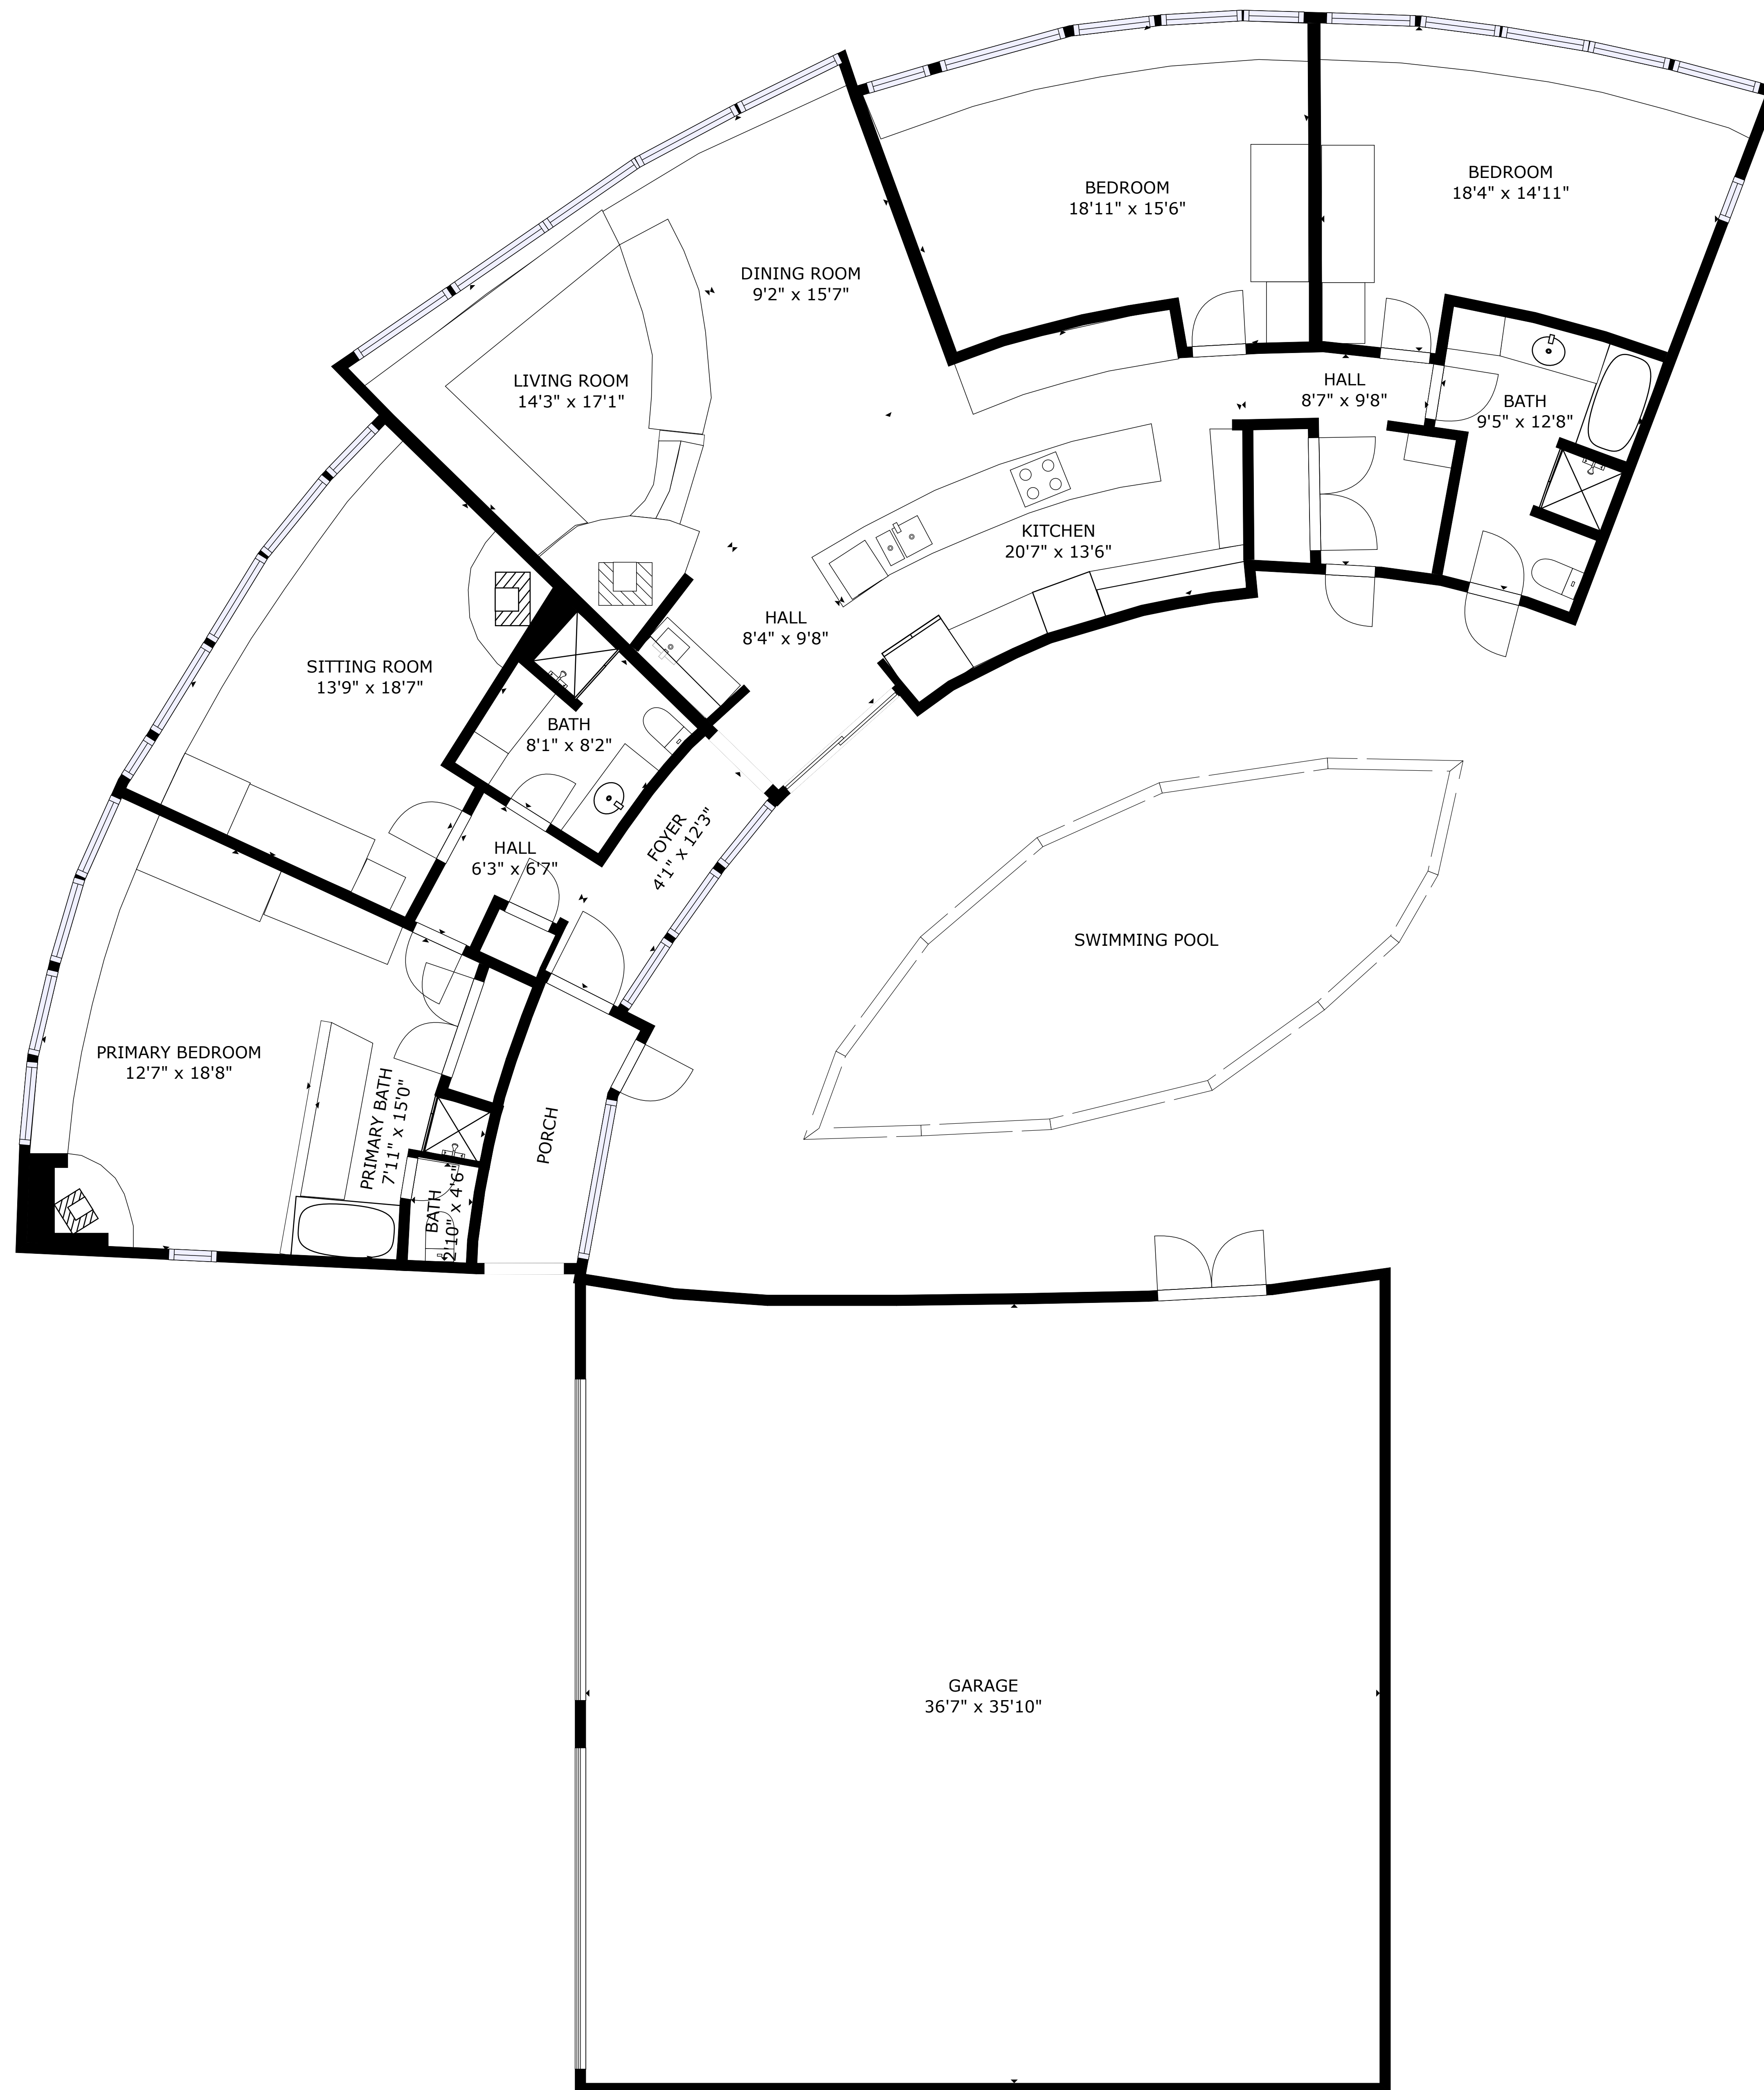 BEDROOM
18'4" x 14'11"
BEDROOM
18'11" x 15'6"
DINING ROOM
9'2" x 15'7"
LIVING ROOM
14'3" x 17'1"
HALL
8'7" x 9'8"
BATH
9'5" x 12'8"
KITCHEN
20'7" x 13'6"
HALL
8'4" x 9'8"
SITTING ROOM
13'9" x 18'7"
BATH
8'1" x 8'2"
FOYER
4'1" x 12'3"
HALL
6'3" x 6'7"
SWIMMING POOL
PRIMARY BEDROOM
12'7" x 18'8"
PRIMARY BATH
7'11" x 15'0"
PORCH
BATH
2'10" x 4'6"
GARAGE
36'7" x 35'10"